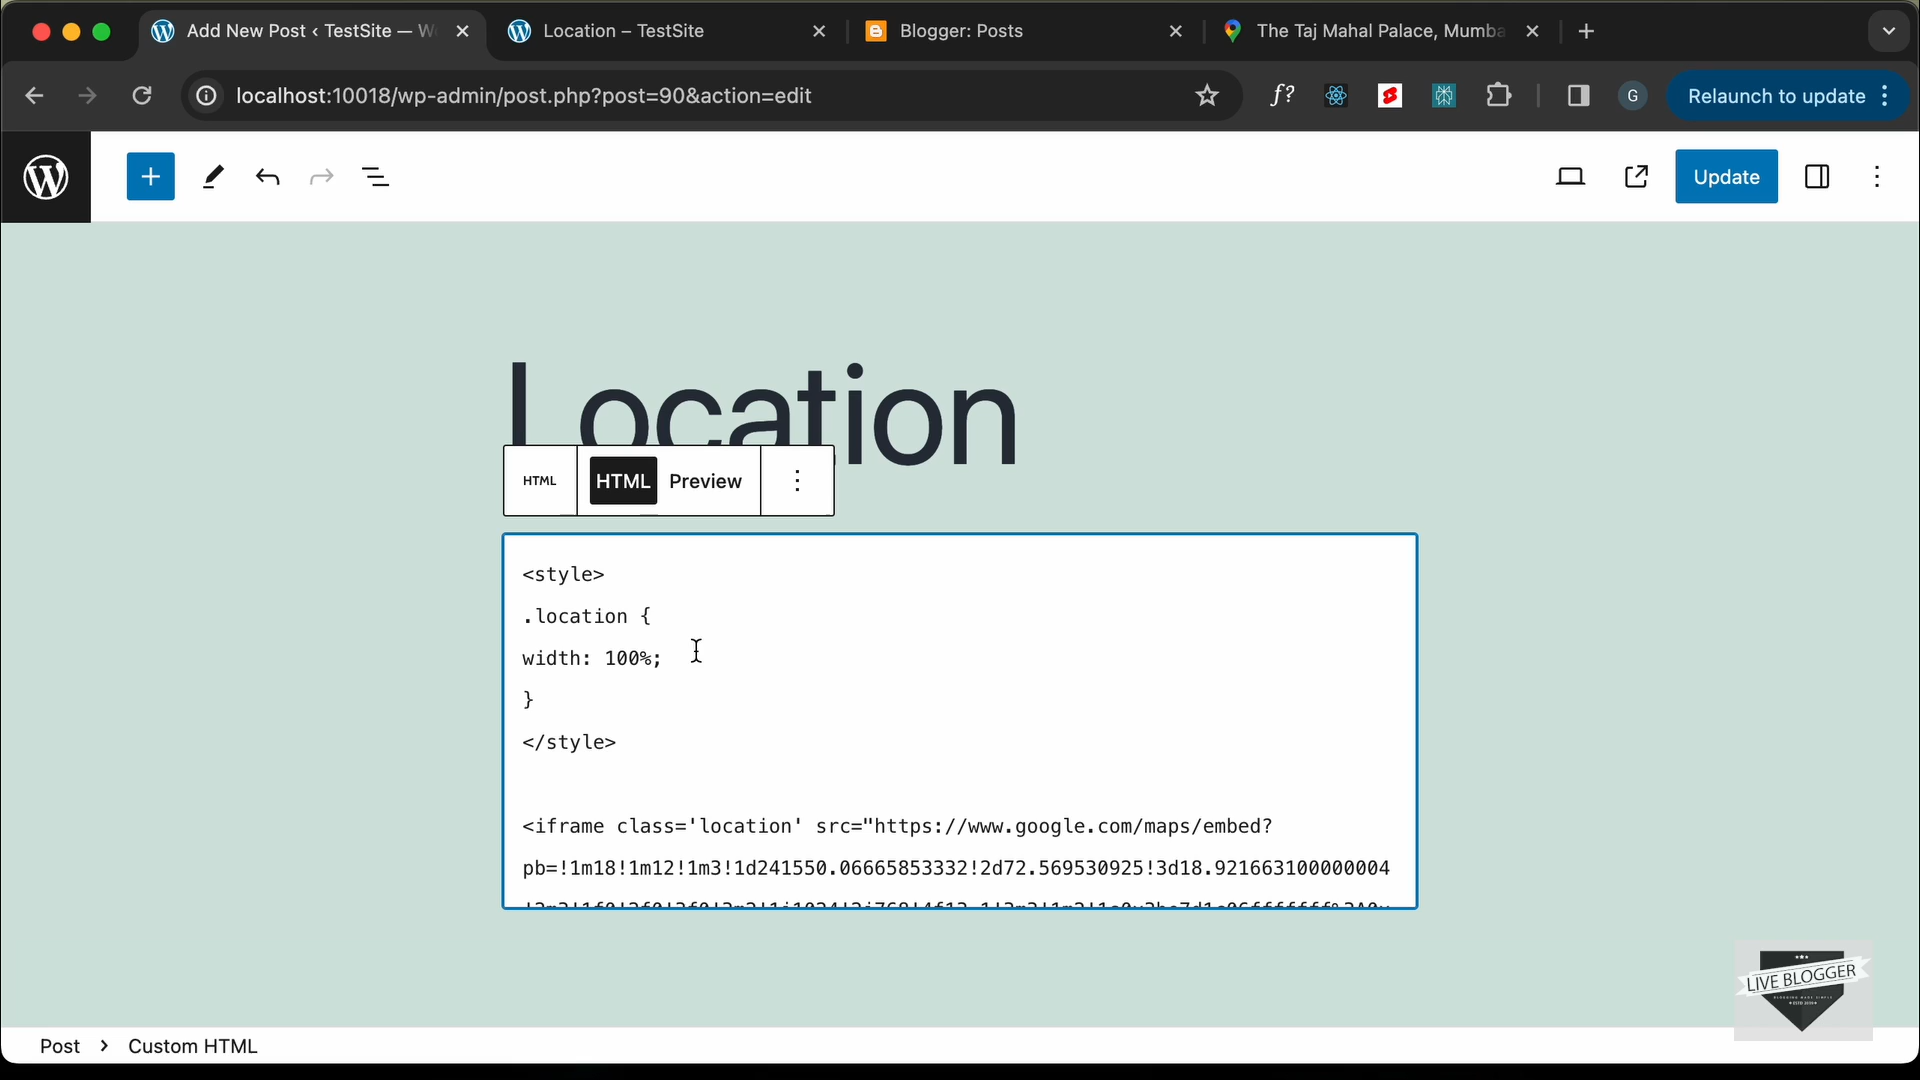 Add New Post ‹ TestSite — W
Location – TestSite
Blogger: Posts
The Taj Mahal Palace, Mumba
localhost:10018/wp-admin/post.php?post=90&action=edit
f?
G
Relaunch to update
Update
Location
HTML
HTML
Preview
<style>
.location {
width: 100%;
}
</style>
<iframe class='location' src="https://www.google.com/maps/embed?
pb=!1m18!1m12!1m3!1d241550.06665853332!2d72.569530925!3d18.921663100000004
LIVE BLOGGER
Post
Custom HTML